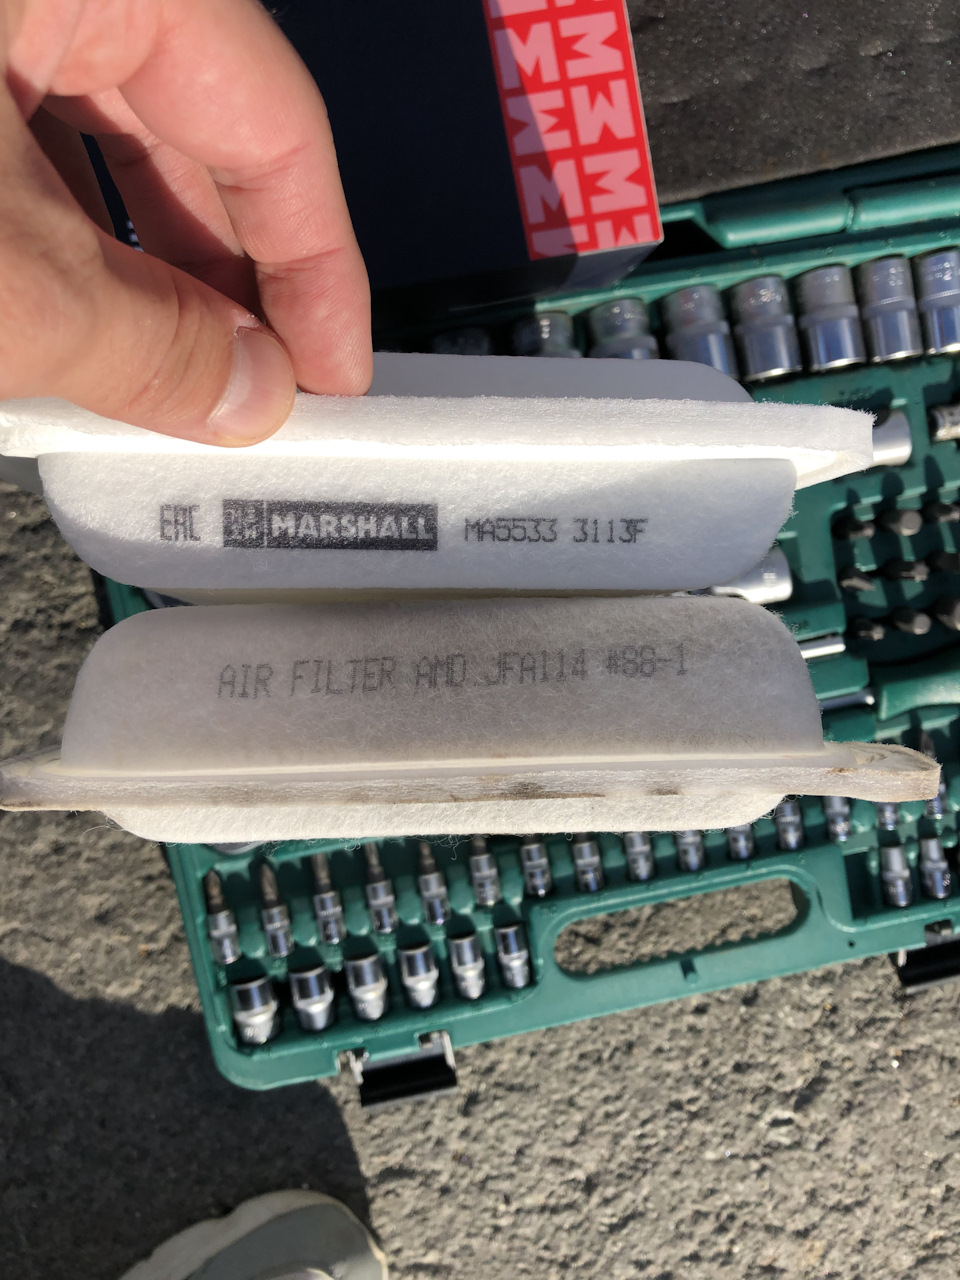 EAC MARSHALL MA5533 3113F
AIR FILTER AMD JFA114 #88-1